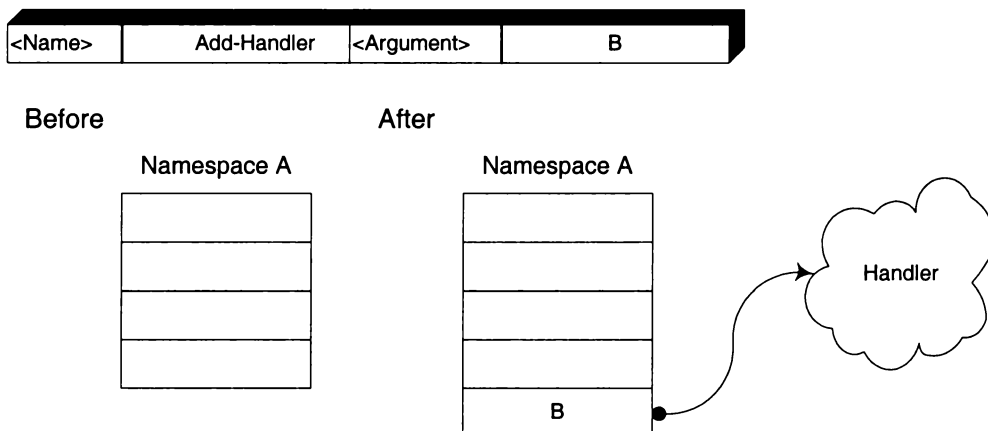 <Name> Add-Handler <Argument> B
Before After
Namespace A Namespace A
Handler
B